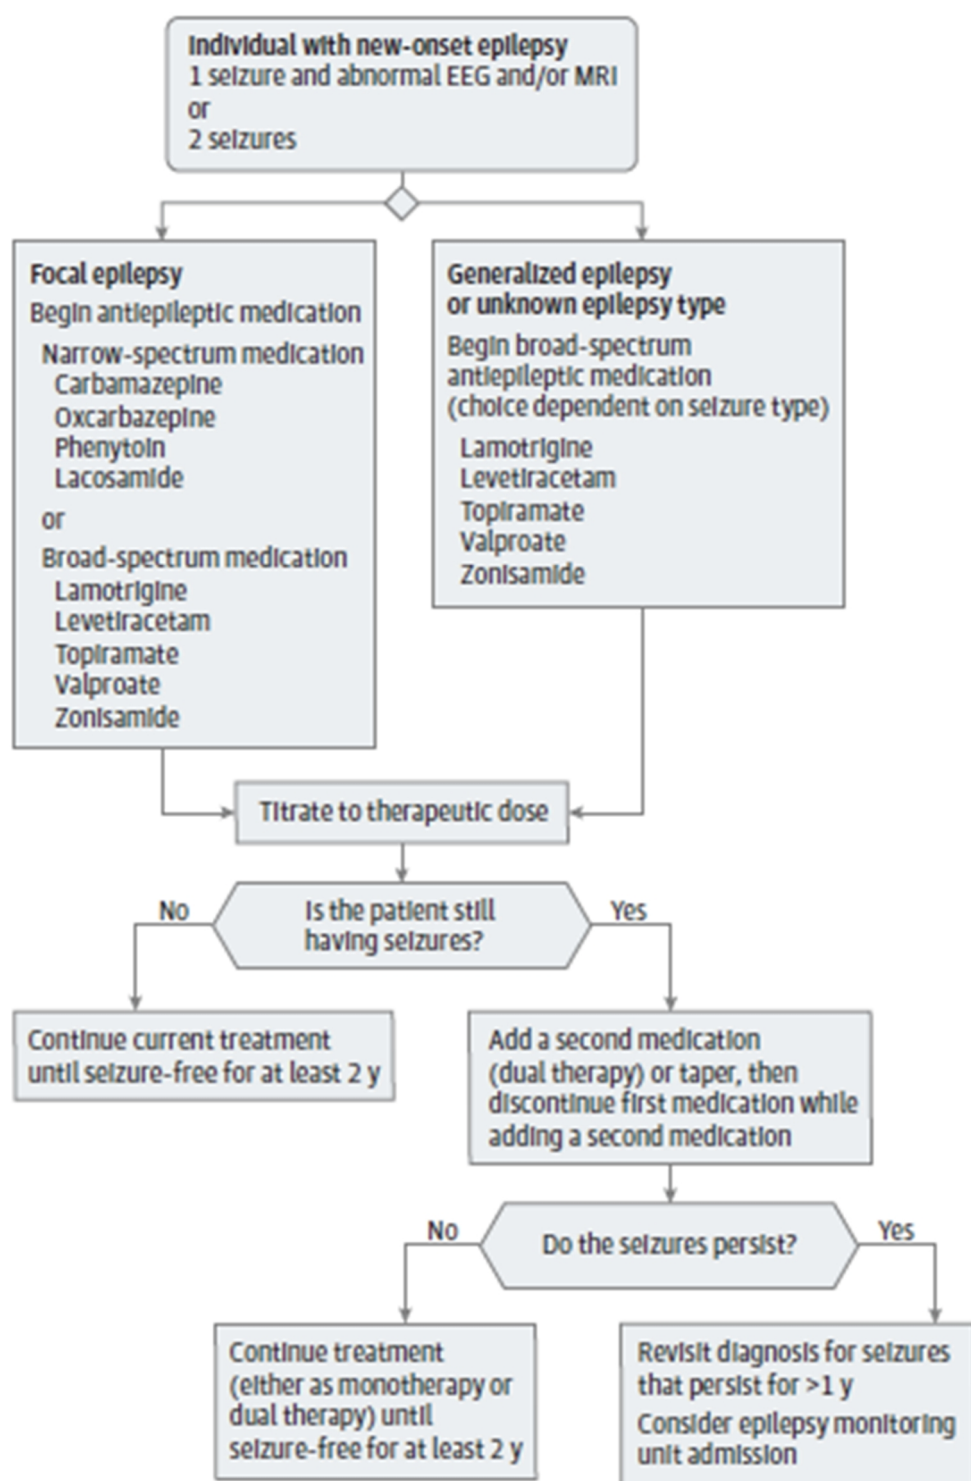 Individual with new-onset epilepsy
1 seizure and abnormal EEG and/or MRI
or
2 seizures
Focal epilepsy
Begin antiepileptic medication
Narrow-spectrum medication
Carbamazepine
Oxcarbazepine
Phenytoin
Lacosamide
or
Broad-spectrum medication
Lamotrigine
Levetiracetam
Topiramate
Valproate
Zonisamide
Generalized epilepsy
or unknown epilepsy type
Begin broad-spectrum
antiepileptic medication
(choice dependent on seizure type)
Lamotrigine
Levetiracetam
Topiramate
Valproate
Zonisamide
Titrate to therapeutic dose
Is the patient still
having seizures?
No
Yes
Continue current treatment
until seizure-free for at least 2 y
Add a second medication
(dual therapy) or taper, then
discontinue first medication while
adding a second medication
Do the seizures persist?
No
Yes
Continue treatment
(either as monotherapy or
dual therapy) until
seizure-free for at least 2 y
Revisit diagnosis for seizures
that persist for >1 y
Consider epilepsy monitoring
unit admission